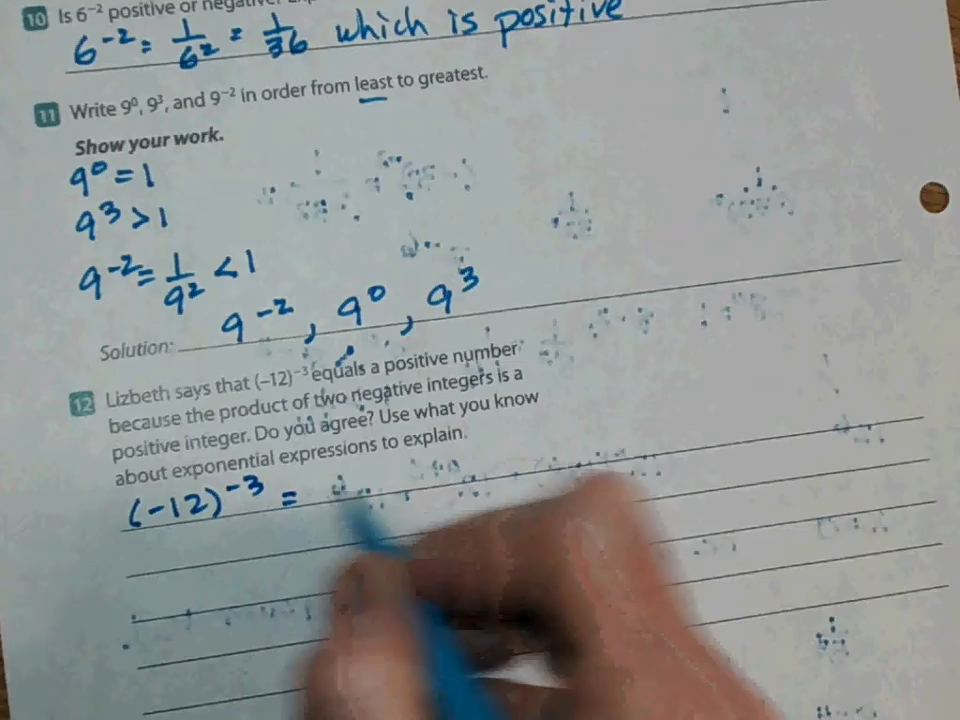 10 Is 6⁻² positive or negative?
6⁻² = 1/6² = 1/36 which is positive
11 Write 9⁰, 9³, and 9⁻² in order from least to greatest.
Show your work.
9⁰ = 1
9³ > 1
9⁻² = 1/9² < 1
9⁻², 9⁰, 9³
Solution:
12 Lizbeth says that (–12)⁻³ equals a positive number
because the product of two negative integers is a
positive integer. Do you agree? Use what you know
about exponential expressions to explain.
(-12)⁻³ =